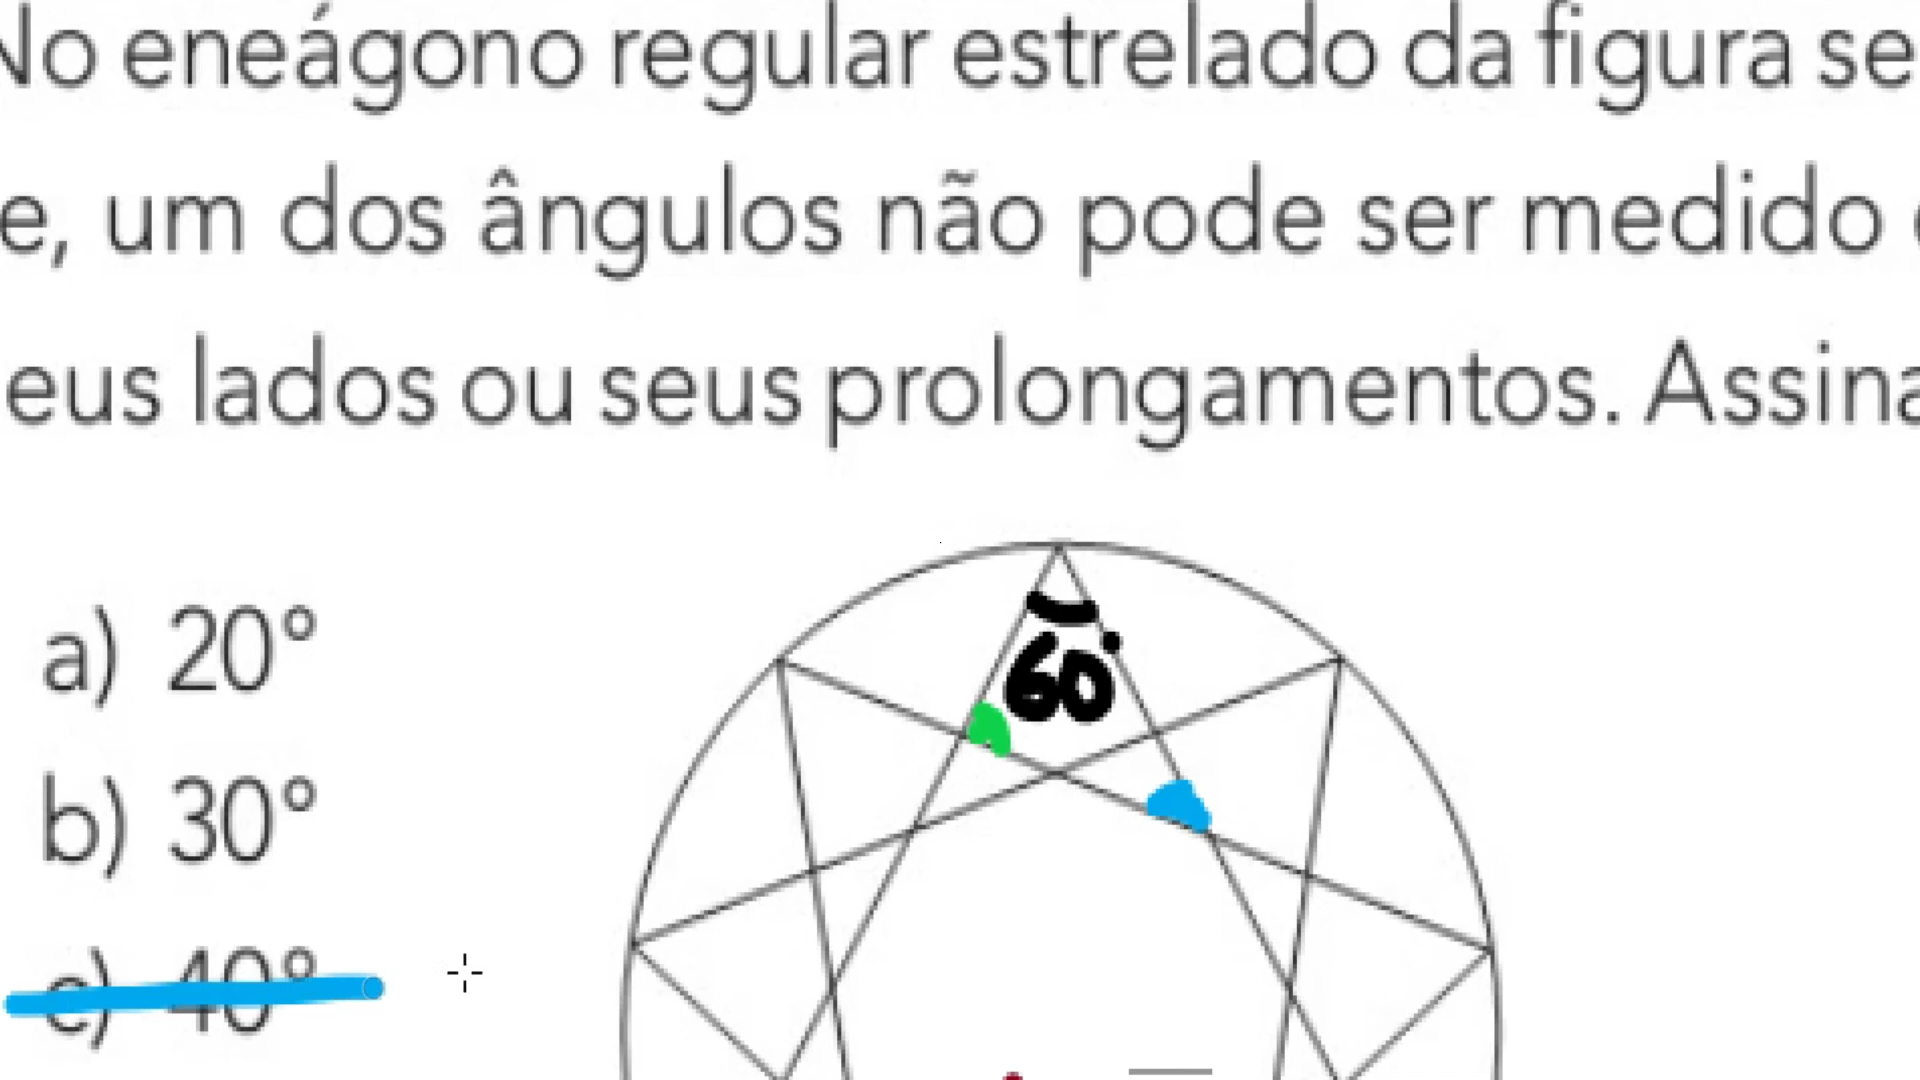 No eneágono regular estrelado da figura se
e, um dos ângulos não pode ser medido
eus lados ou seus prolongamentos. Assina
a) 20°
60
b) 30°
c) 40°